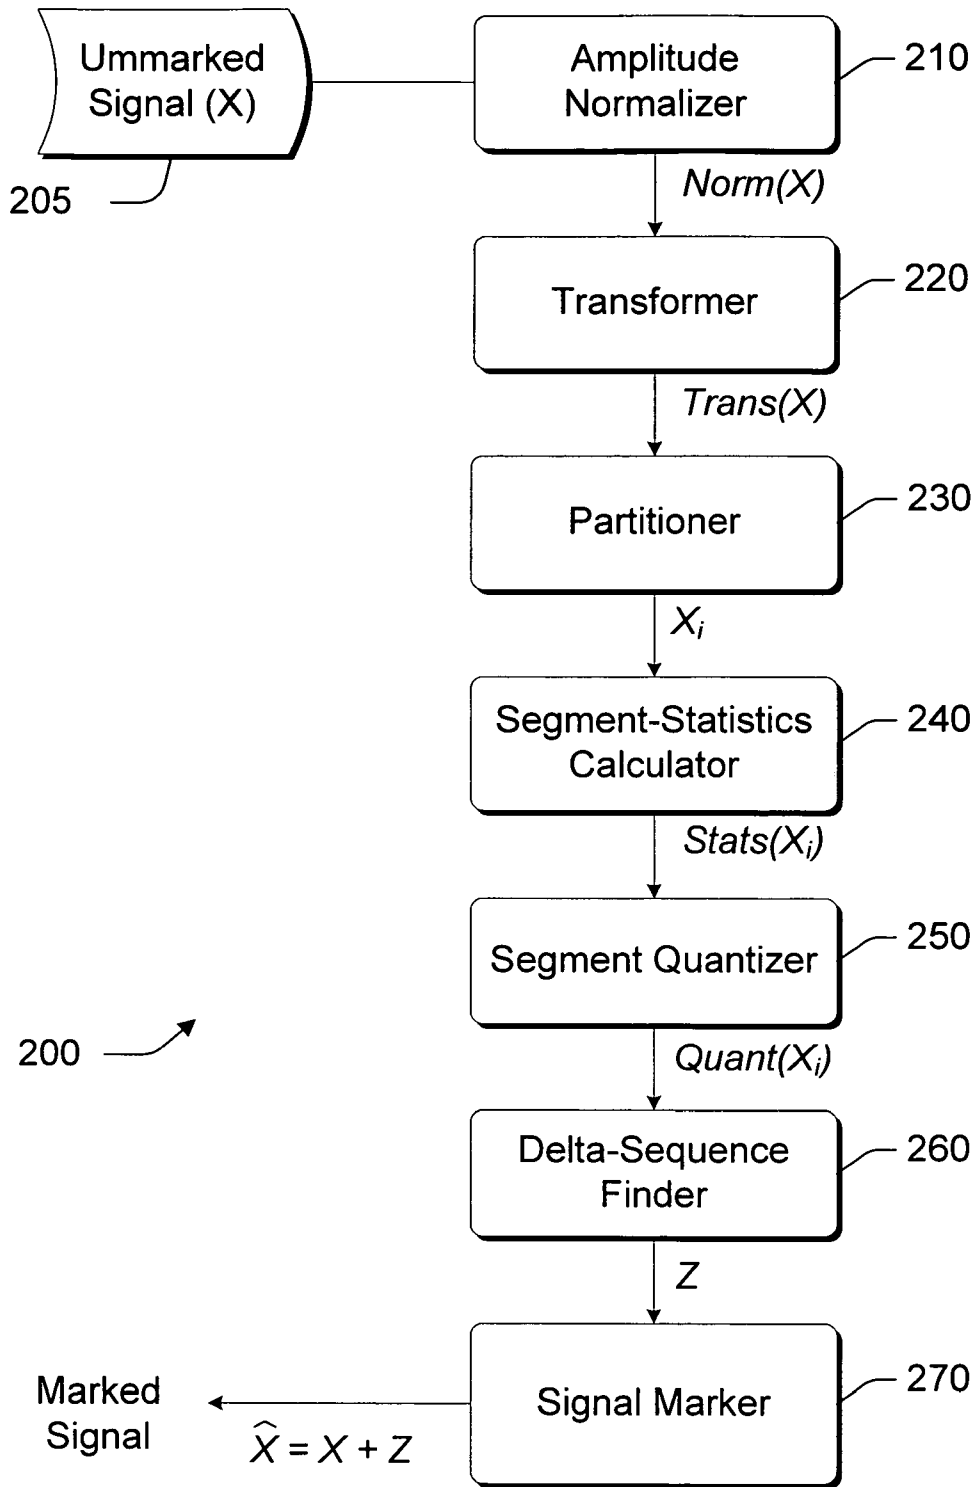 Ummarked
Signal (X)
205
Amplitude
Normalizer
210
Norm(X)
Transformer
220
Trans(X)
Partitioner
230
Xᵢ
Segment-Statistics
Calculator
240
Stats(Xᵢ)
Segment Quantizer
250
200
Quant(Xᵢ)
Delta-Sequence
Finder
260
Z
Signal Marker
270
Marked
Signal
X̂ = X + Z